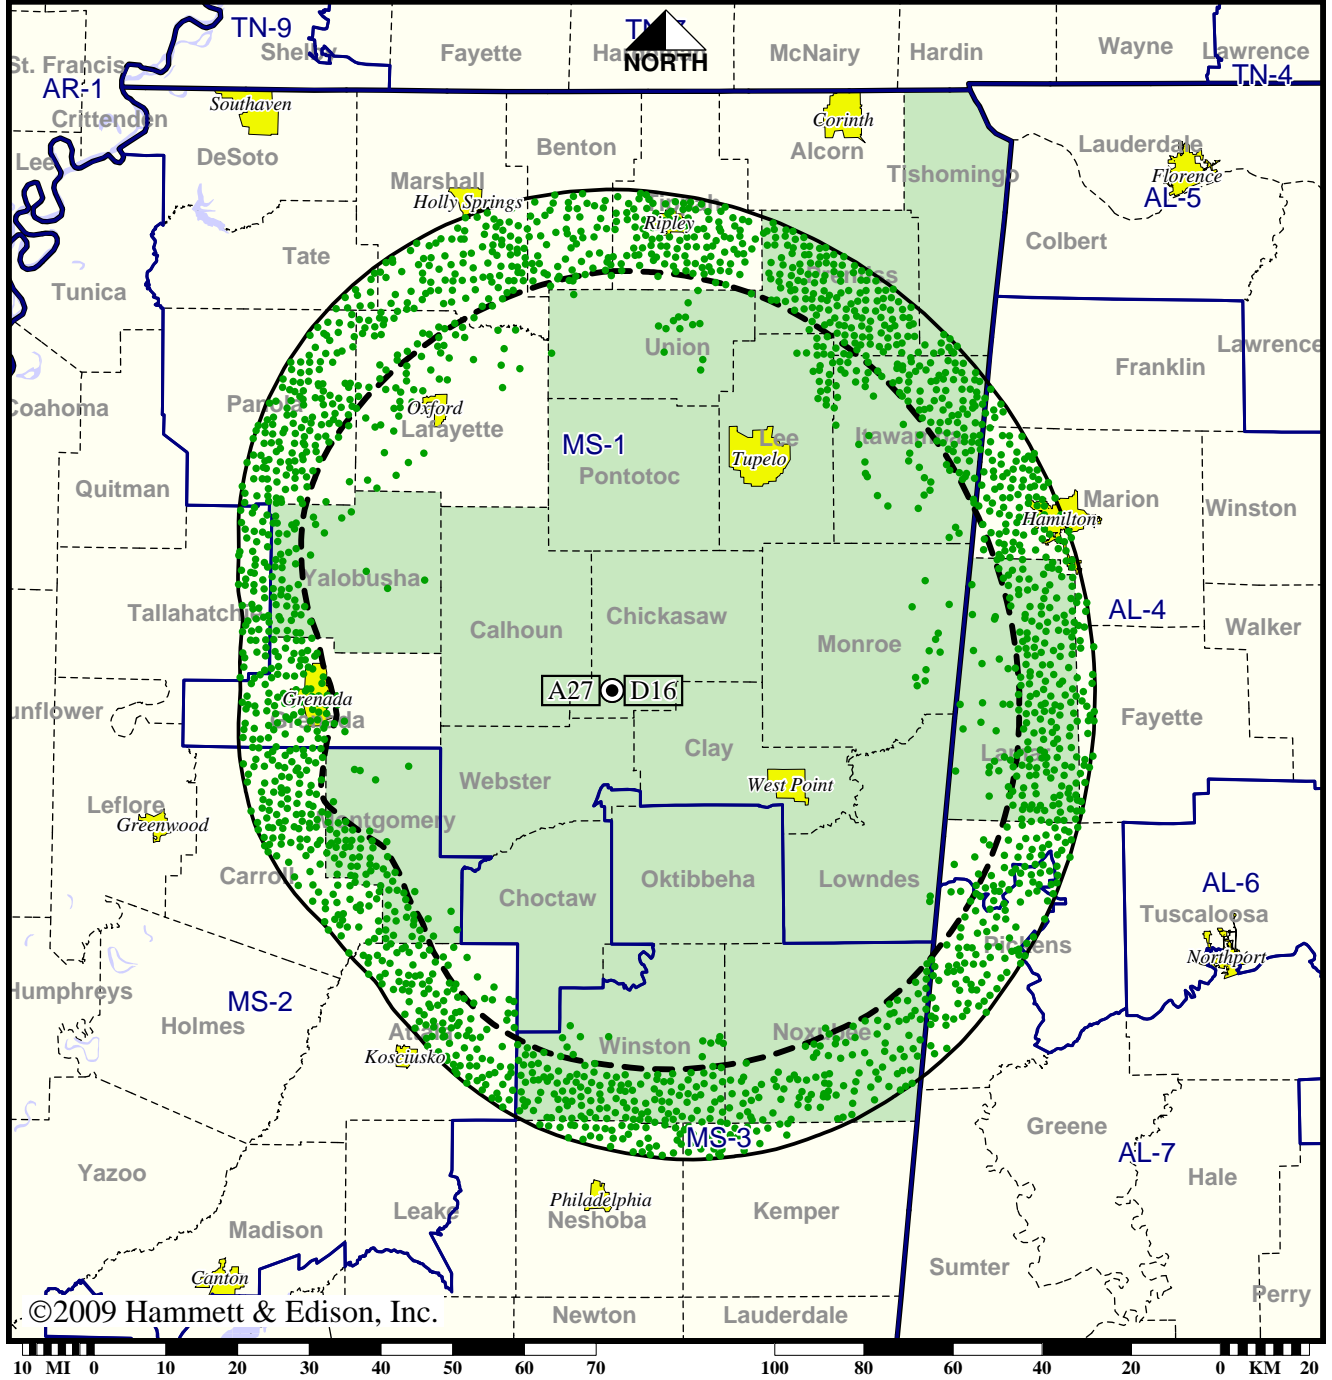 TN-9
TN-7
Shelby
Fayette
Hardeman
NORTH
McNairy
Hardin
Wayne
Lawrence
TN-4
St. Francis
AR-1
Crittenden
Lee
Southaven
DeSoto
Marshall
Holly Springs
Benton
Ripley
Corinth
Alcorn
Tishomingo
Lauderdale
Florence
AL-5
Colbert
Tate
Tunica
Prentiss
Union
Franklin
Lawrence
Coahoma
Panola
Oxford
Lafayette
MS-1
Pontotoc
Lee
Tupelo
Itawamba
Quitman
Marion
Hamilton
Winston
Yalobusha
Tallahatchie
Calhoun
Chickasaw
Monroe
AL-4
Walker
A27
D16
Grenada
Grenada
unflower
Clay
Fayette
Lamar
Webster
West Point
Leflore
Greenwood
Montgomery
Carroll
Choctaw
Oktibbeha
Lowndes
AL-6
Tuscaloosa
Northport
Pickens
Humphreys
MS-2
Holmes
Attala
Kosciusko
Winston
Noxubee
MS-3
Greene
AL-7
Hale
Yazoo
Madison
Leake
Philadelphia
Neshoba
Kemper
Sumter
Perry
Canton
©2009 Hammett & Edison, Inc.
Newton
Lauderdale
10 MI 0 10 20 30 40 50 60 70 100 80 60 40 20 0 KM 20